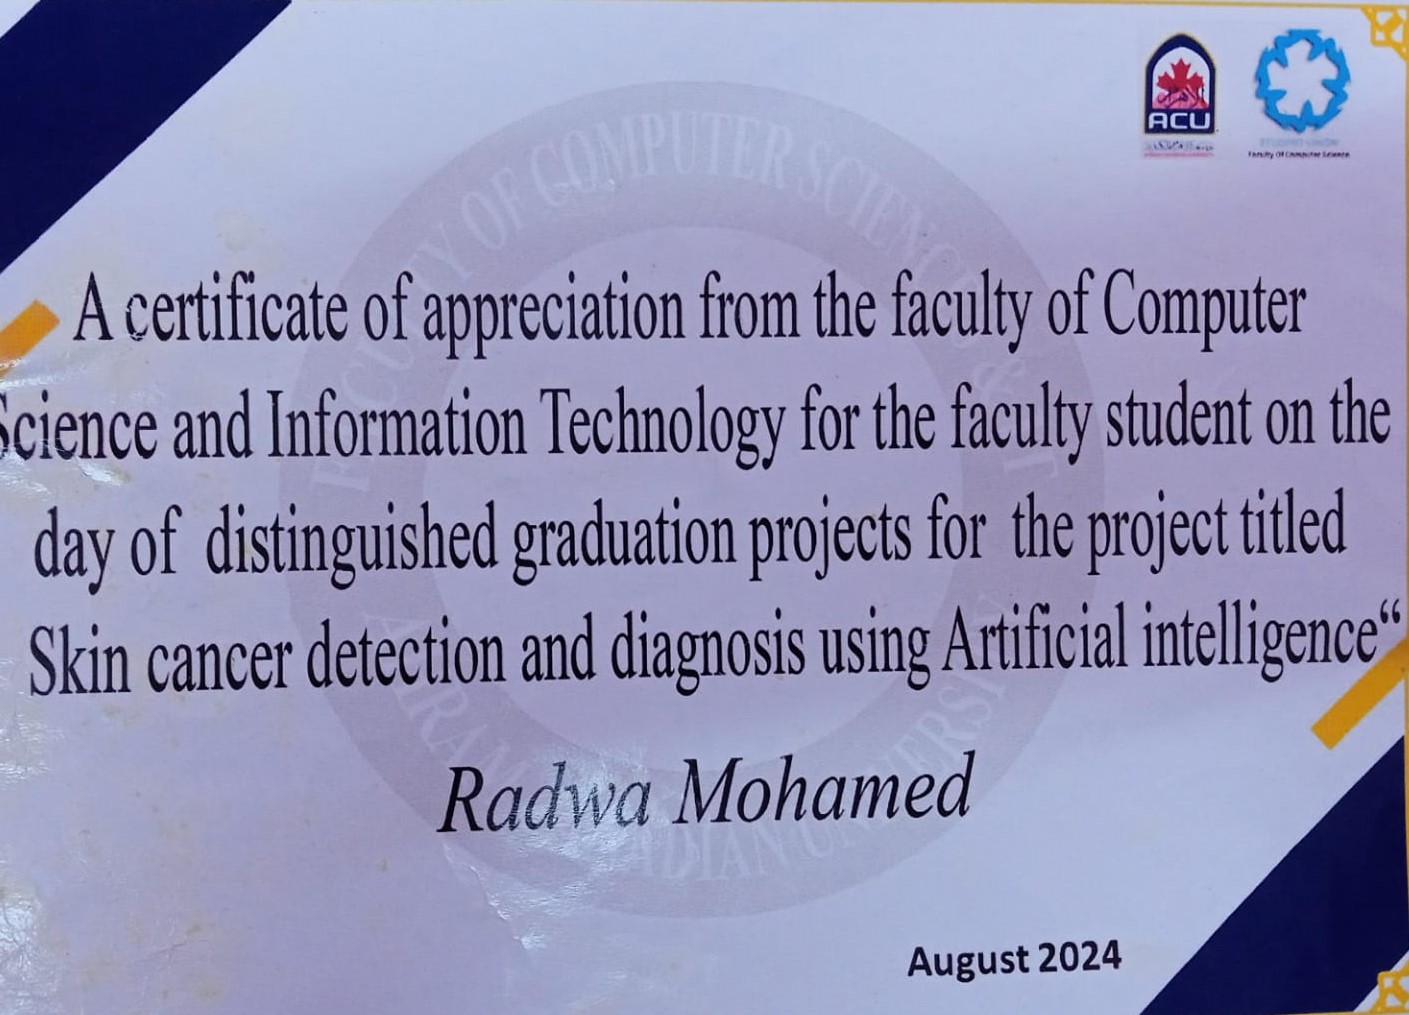 ACU
Faculty Of Computer Science
A certificate of appreciation from the faculty of Computer
Science and Information Technology for the faculty student on the
day of distinguished graduation projects for the project titled
Skin cancer detection and diagnosis using Artificial intelligence“
Radwa Mohamed
August 2024
FACULTY OF COMPUTER SCIENCE &
AHRAM CANADIAN UNIVERSITY